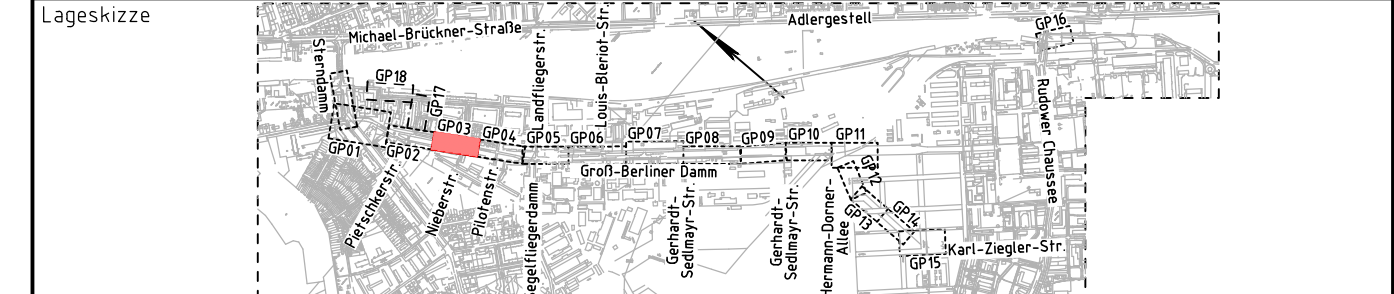 Lageskizze
Adlergestell
GP16
Michael-Brückner-Straße
Sterndamm
Landfliegerstr.
Louis-Bleriot-Str.
GP18
GP17
Rudower Chaussee
GP01
GP02
GP03
GP04
GP05
GP06
GP07
GP08
GP09
GP10
GP11
Groß-Berliner Damm
GP12
GP13
GP14
GP15
Karl-Ziegler-Str.
Pietschkerstr.
Nieberstr.
Pilotenstr.
egelfliegerdamm
Gerhardt-
Sedlmayr-Str.
Gerhardt-
Sedlmayr-Str.
Hermann-Dorner-
Allee